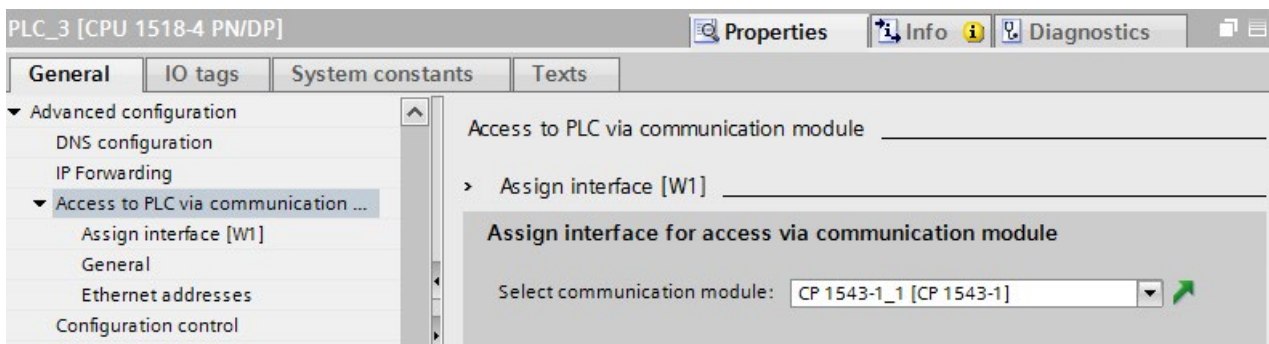 PLC_3 [CPU 1518-4 PN/DP]
Properties
Info
Diagnostics
General
IO tags
System constants
Texts
Advanced configuration
DNS configuration
IP Forwarding
Access to PLC via communication ...
Assign interface [W1]
General
Ethernet addresses
Configuration control
Access to PLC via communication module
Assign interface [W1]
Assign interface for access via communication module
Select communication module: CP 1543-1_1 [CP 1543-1]